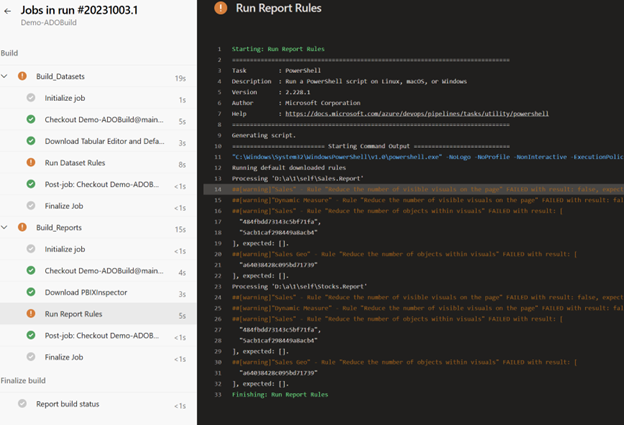 Jobs in run #20231003.1
Demo-ADOBuild
Build
Build_Datasets 19s
Initialize job 1s
Checkout Demo-ADOBuild@main... 5s
Download Tabular Editor and Defa... 3s
Run Dataset Rules 8s
Post-job: Checkout Demo-ADOB... <1s
Finalize Job <1s
Build_Reports 15s
Initialize job <1s
Checkout Demo-ADOBuild@main... 4s
Download PBIXInspector 3s
Run Report Rules 5s
Post-job: Checkout Demo-ADOB... <1s
Finalize Job <1s
Finalize build
Report build status <1s
Run Report Rules
1 Starting: Run Report Rules
2 ==============================================================================
3 Task : PowerShell
4 Description : Run a PowerShell script on Linux, macOS, or Windows
5 Version : 2.228.1
6 Author : Microsoft Corporation
7 Help : https://docs.microsoft.com/azure/devops/pipelines/tasks/utility/powershell
8 ==============================================================================
9 Generating script.
10 ========================== Starting Command Output ===========================
11 "C:\Windows\System32\WindowsPowerShell\v1.0\powershell.exe" -NoLogo -NoProfile -NonInteractive -ExecutionPolic
12 Running default downloaded rules
13 Processing 'D:\a\1\self\Sales.Report'
14 ##[warning]"Sales" - Rule "Reduce the number of visible visuals on the page" FAILED with result: false, expect
15 ##[warning]"Dynamic Measure" - Rule "Reduce the number of visible visuals on the page" FAILED with result: fal
16 ##[warning]"Sales" - Rule "Reduce the number of objects within visuals" FAILED with result: [
17 "484fbdd73143c5bf71fa",
18 "5acb1caf298449a8acb4"
19 ], expected: [].
20 ##[warning]"Sales Geo" - Rule "Reduce the number of objects within visuals" FAILED with result: [
21 "a64038428c095bd71739"
22 ], expected: [].
23 Processing 'D:\a\1\self\Stocks.Report'
24 ##[warning]"Sales" - Rule "Reduce the number of visible visuals on the page" FAILED with result: false, expect
25 ##[warning]"Dynamic Measure" - Rule "Reduce the number of visible visuals on the page" FAILED with result: fal
26 ##[warning]"Sales" - Rule "Reduce the number of objects within visuals" FAILED with result: [
27 "484fbdd73143c5bf71fa",
28 "5acb1caf298449a8acb4"
29 ], expected: [].
30 ##[warning]"Sales Geo" - Rule "Reduce the number of objects within visuals" FAILED with result: [
31 "a64038428c095bd71739"
32 ], expected: [].
33 Finishing: Run Report Rules